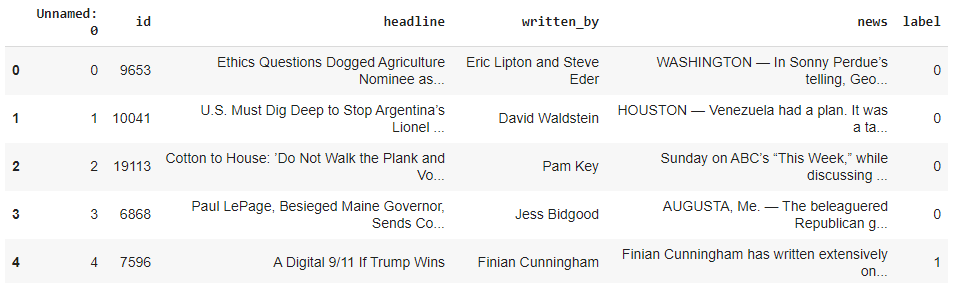 Unnamed: 0 id headline written_by news label
0 0 9653 Ethics Questions Dogged Agriculture Nominee as... Eric Lipton and Steve Eder WASHINGTON — In Sonny Perdue’s telling, Geo... 0
1 1 10041 U.S. Must Dig Deep to Stop Argentina’s Lionel ... David Waldstein HOUSTON — Venezuela had a plan. It was a ta... 0
2 2 19113 Cotton to House: ’Do Not Walk the Plank and Vo... Pam Key Sunday on ABC’s “This Week,” while discussing ... 0
3 3 6868 Paul LePage, Besieged Maine Governor, Sends Co... Jess Bidgood AUGUSTA, Me. — The beleaguered Republican g... 0
4 4 7596 A Digital 9/11 If Trump Wins Finian Cunningham Finian Cunningham has written extensively on... 1